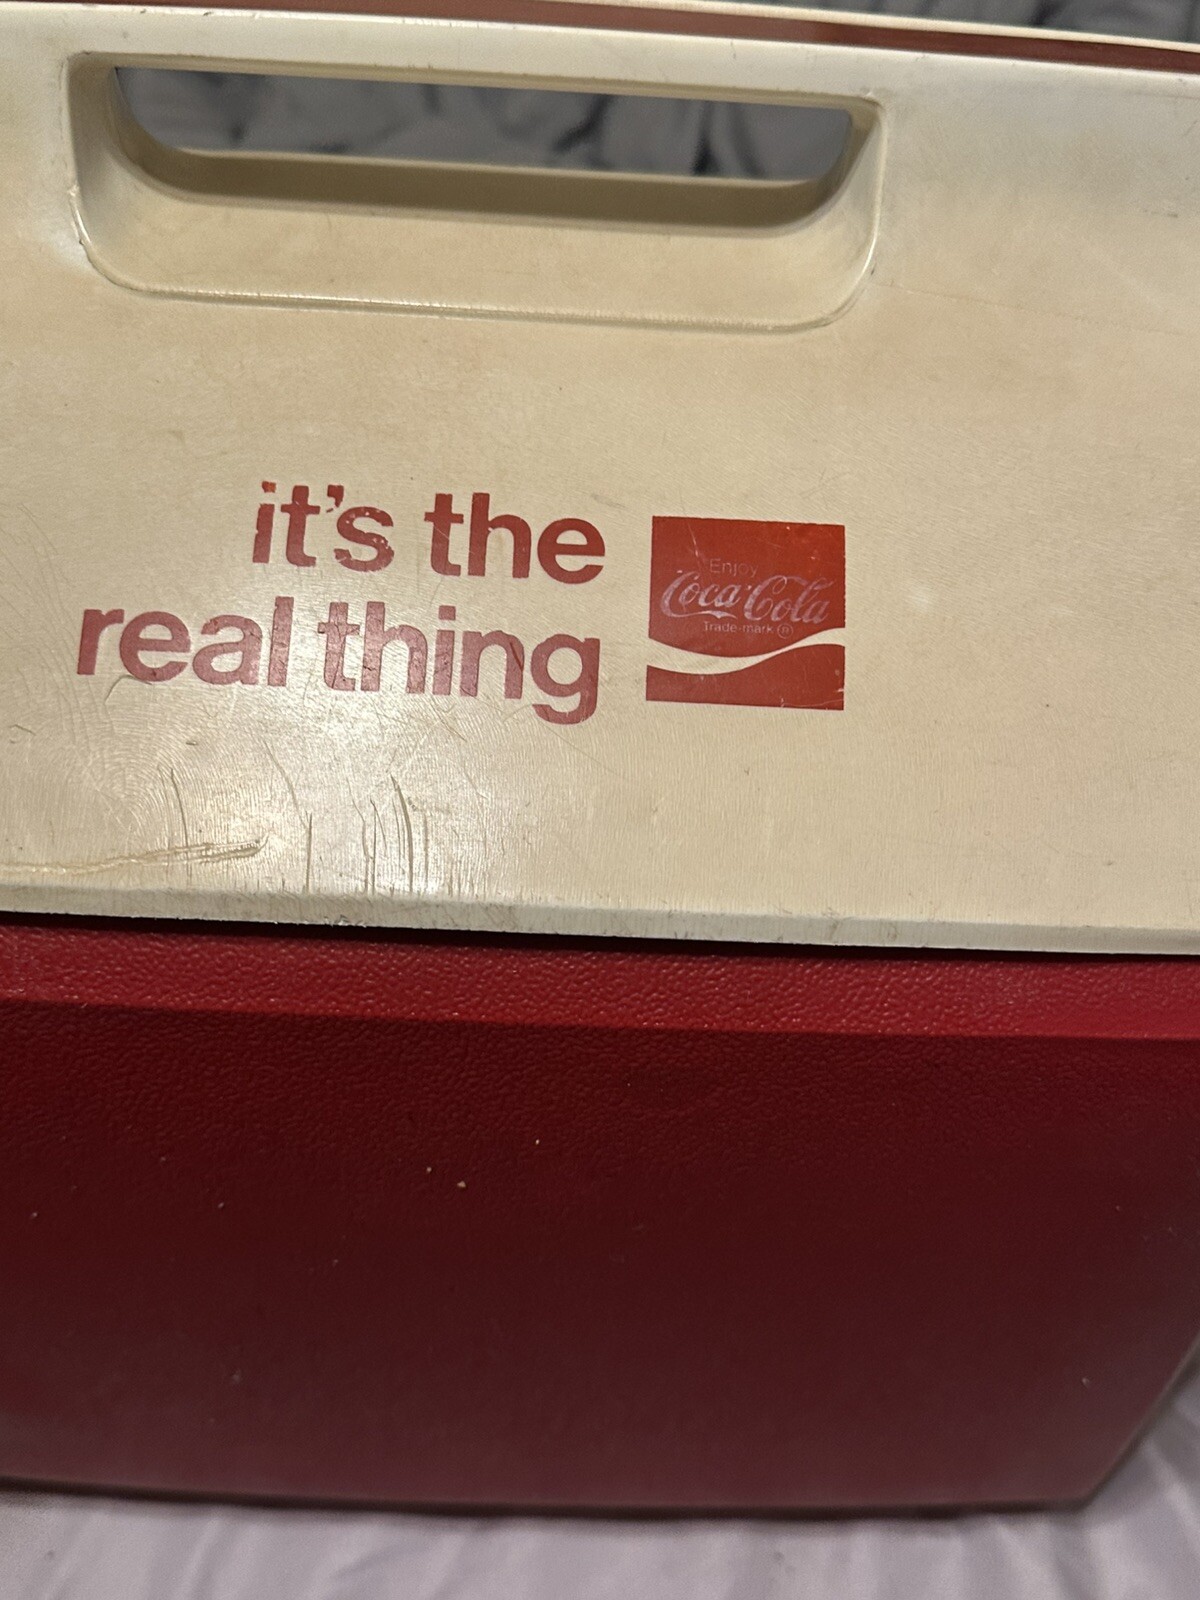 it's the
real thing
Enjoy
Coca-Cola
Trade-mark ®